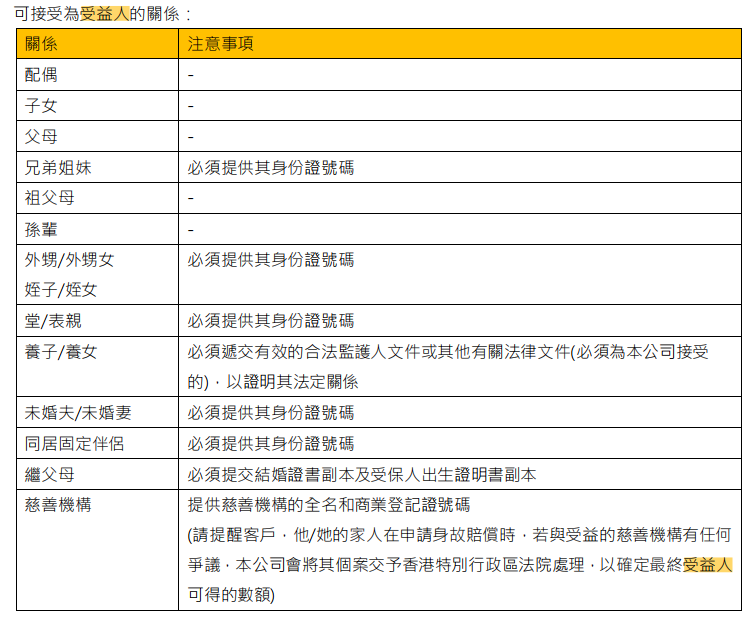 可接受為受益人的關係：
關係 注意事項
配偶 -
子女 -
父母 -
兄弟姐妹 必須提供其身份證號碼
祖父母 -
孫輩 -
外甥/外甥女 必須提供其身份證號碼
姪子/姪女
堂/表親 必須提供其身份證號碼
養子/養女 必須遞交有效的合法監護人文件或其他有關法律文件(必須為本公司接受
的)，以證明其法定關係
未婚夫/未婚妻 必須提供其身份證號碼
同居固定伴侶 必須提供其身份證號碼
繼父母 必須提交結婚證書副本及受保人出生證明書副本
慈善機構 提供慈善機構的全名和商業登記證號碼
(請提醒客戶，他/她的家人在申請身故賠償時，若與受益的慈善機構有任何
爭議，本公司會將其個案交予香港特別行政區法院處理，以確定最終受益人
可得的數額)